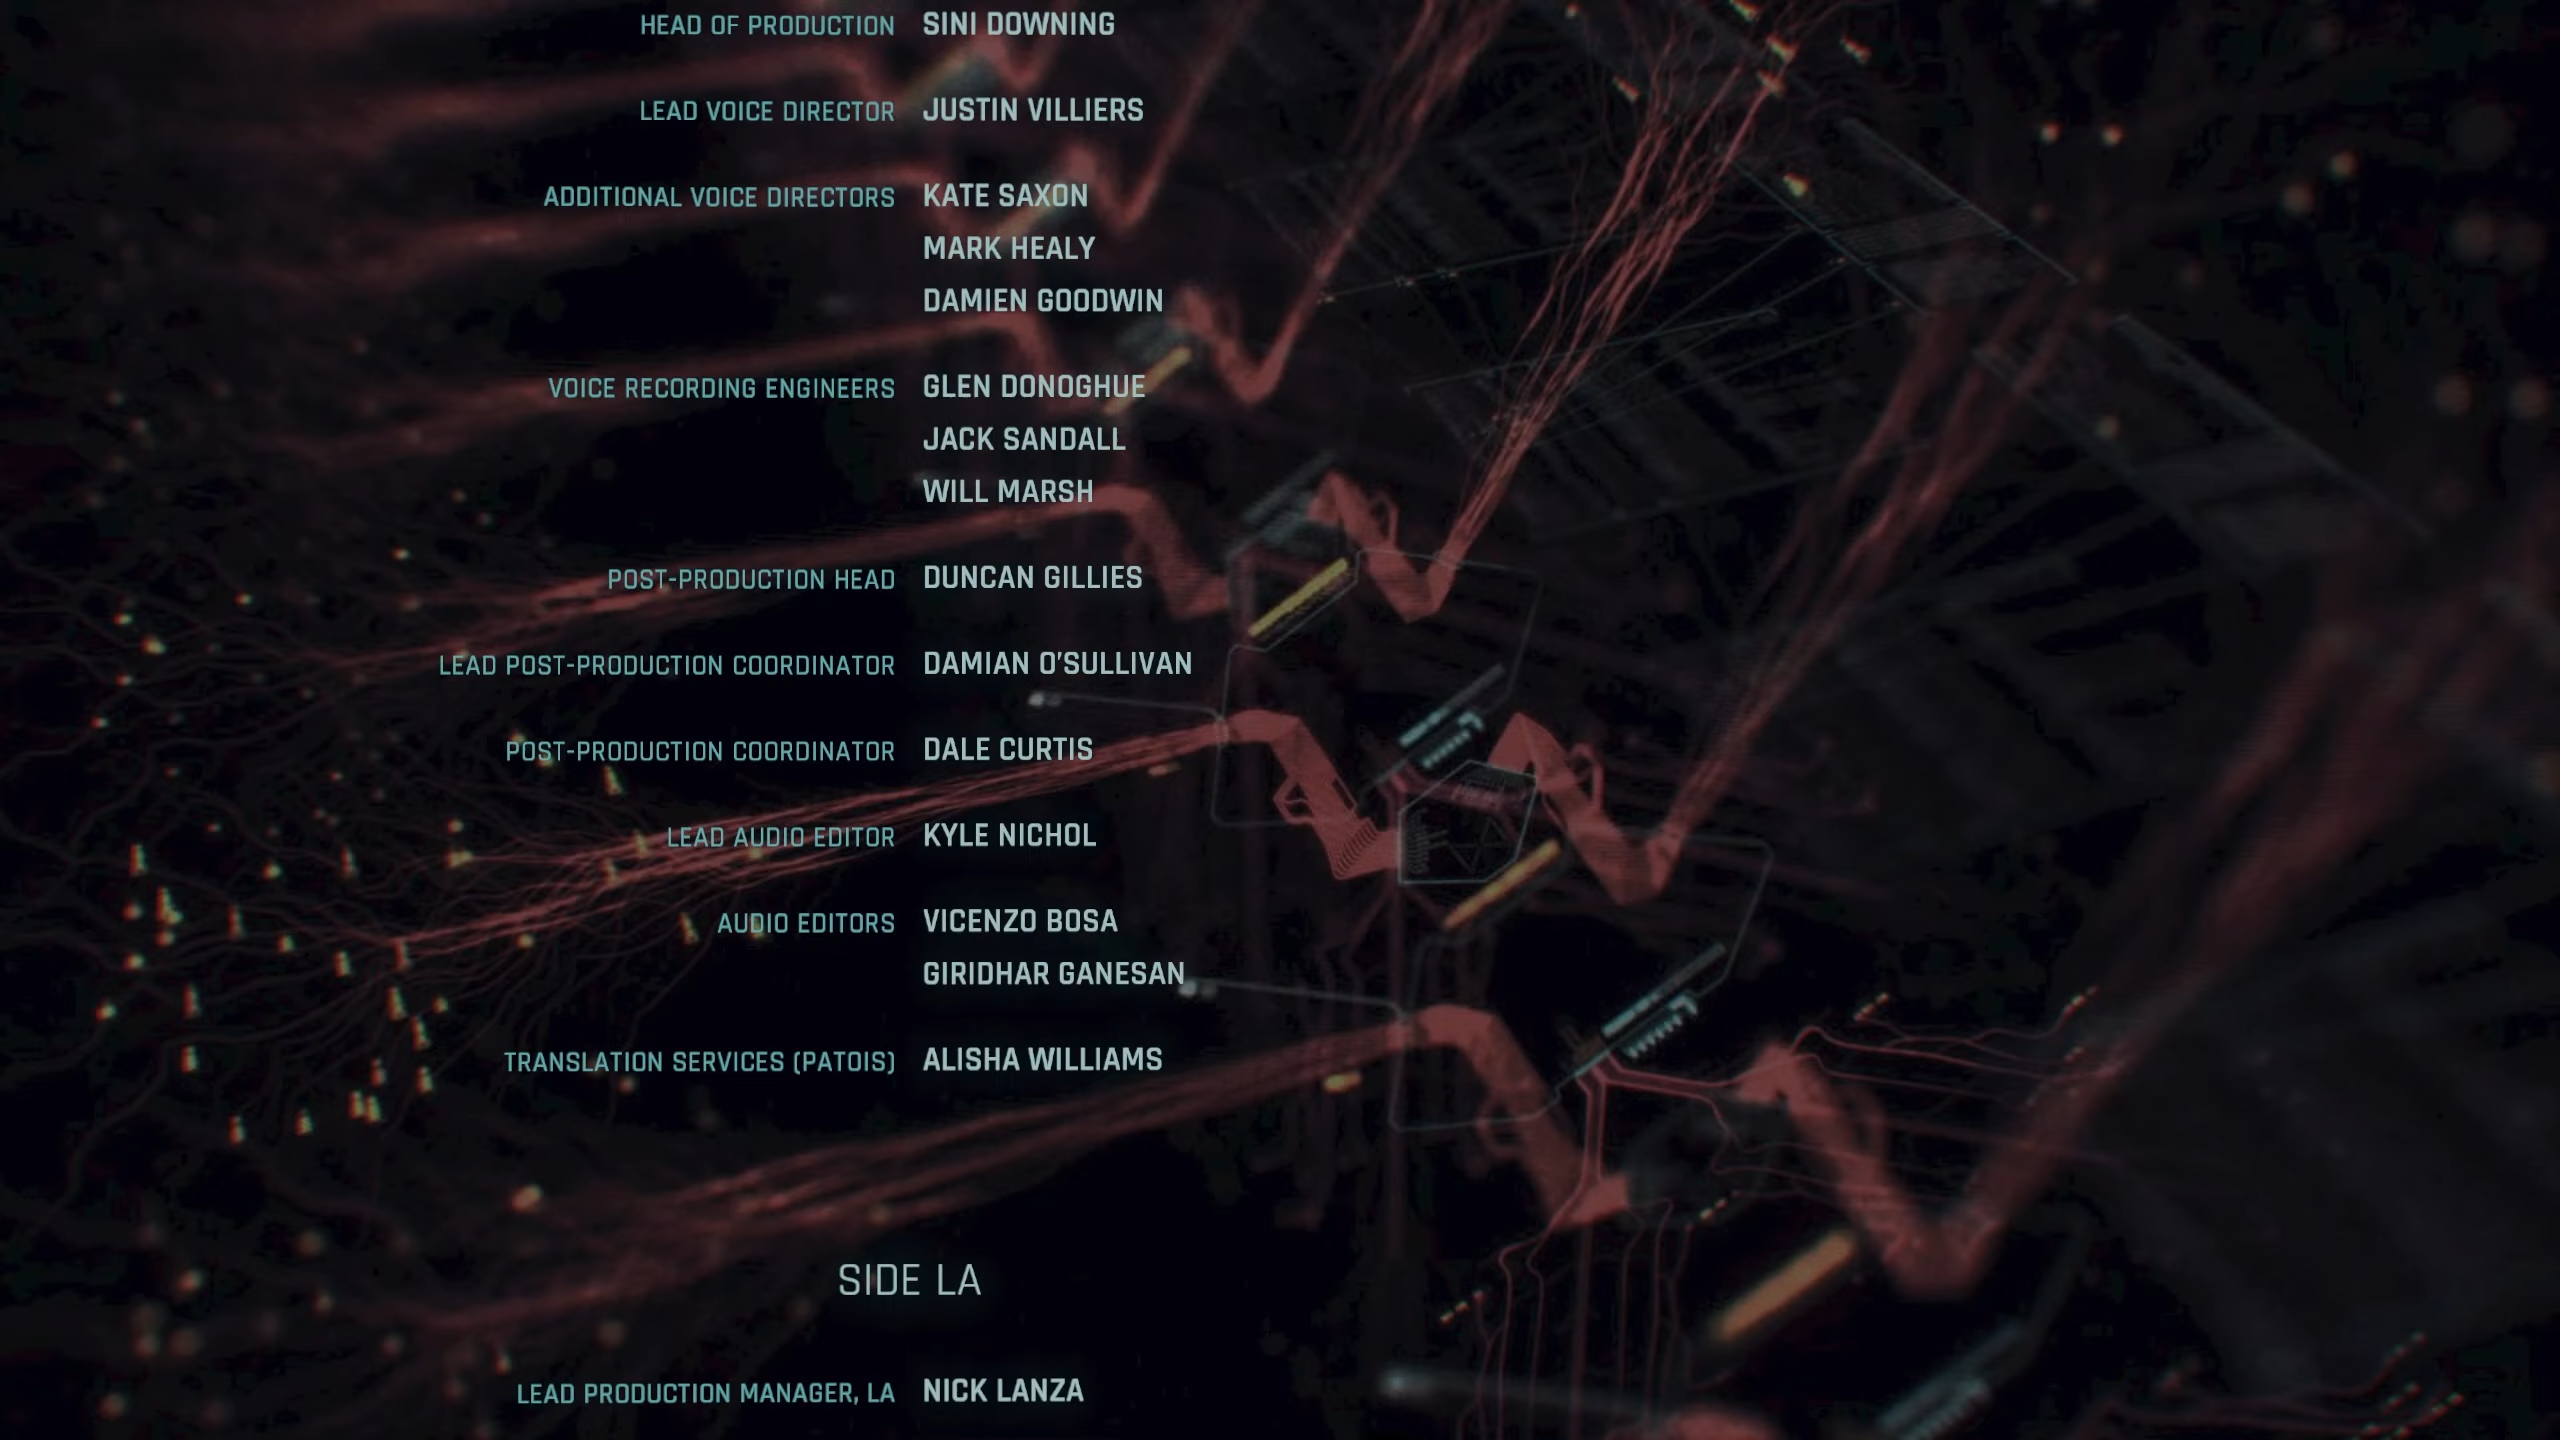 HEAD OF PRODUCTION SINI DOWNING
LEAD VOICE DIRECTOR JUSTIN VILLIERS
ADDITIONAL VOICE DIRECTORS KATE SAXON
MARK HEALY
DAMIEN GOODWIN
VOICE RECORDING ENGINEERS GLEN DONOGHUE
JACK SANDALL
WILL MARSH
POST-PRODUCTION HEAD DUNCAN GILLIES
LEAD POST-PRODUCTION COORDINATOR DAMIAN O'SULLIVAN
POST-PRODUCTION COORDINATOR DALE CURTIS
LEAD AUDIO EDITOR KYLE NICHOL
AUDIO EDITORS VICENZO BOSA
GIRIDHAR GANESAN
TRANSLATION SERVICES (PATOIS) ALISHA WILLIAMS
SIDE LA
LEAD PRODUCTION MANAGER, LA NICK LANZA